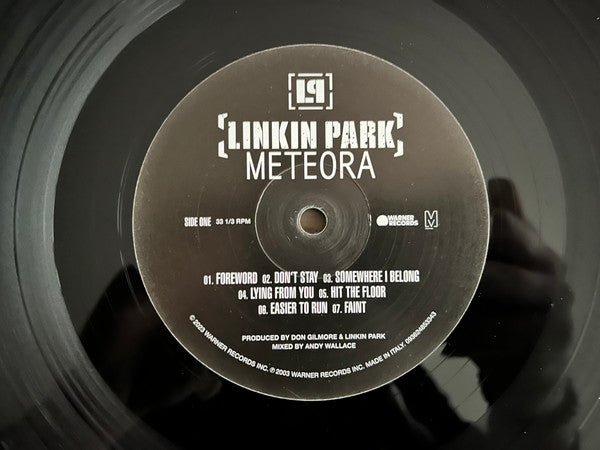 LP
[LINKIN PARK]
METEORA
SIDE ONE 33 1/3 RPM
WARNER RECORDS
01. FOREWORD 02. DON'T STAY 03. SOMEWHERE I BELONG
04. LYING FROM YOU 05. HIT THE FLOOR
06. EASIER TO RUN 07. FAINT
PRODUCED BY DON GILMORE & LINKIN PARK
MIXED BY ANDY WALLACE
© 2023 WARNER RECORDS INC. ℗ 2003 WARNER RECORDS INC. MADE IN ITALY. 093624853343